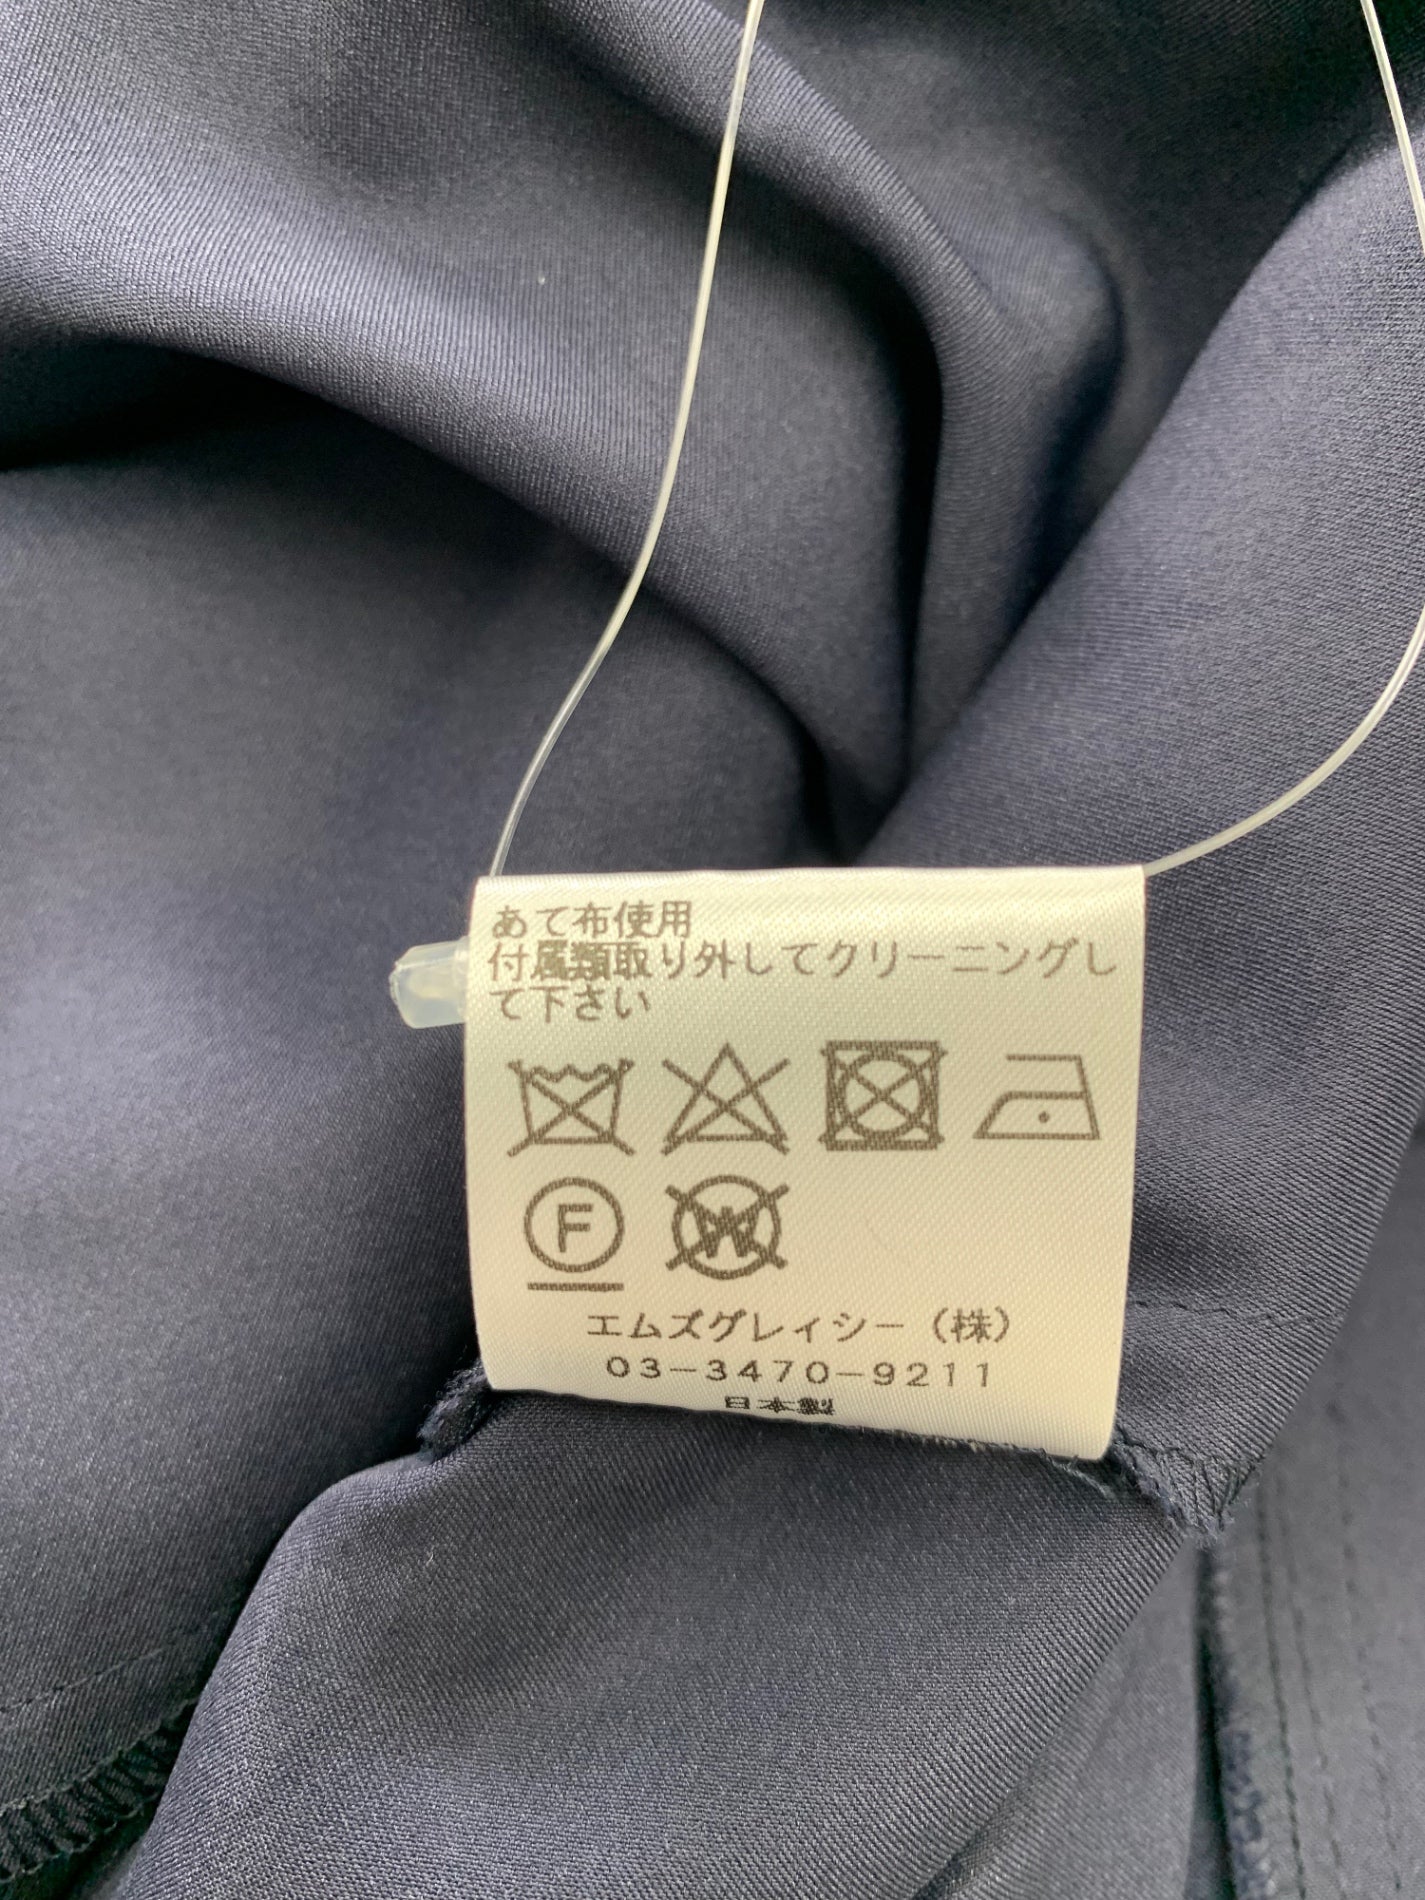 あて布使用
付属類取り外してクリーニングし
て下さい
F
W
エムズグレイシー（株）
03-3470-9211
日本製